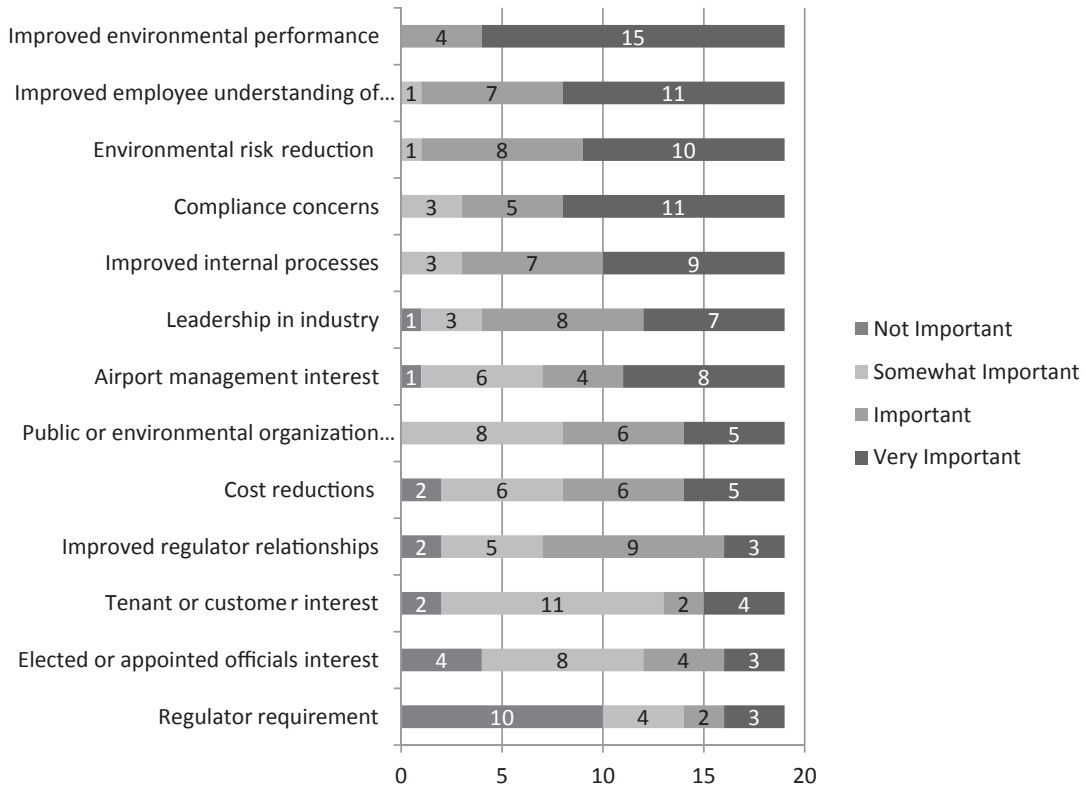 Improved environmental performance 4 15
Improved employee understanding of... 1 7 11
Environmental risk reduction 1 8 10
Compliance concerns 3 5 11
Improved internal processes 3 7 9
Leadership in industry 1 3 8 7
Airport management interest 1 6 4 8
Public or environmental organization... 8 6 5
Cost reductions 2 6 6 5
Improved regulator relationships 2 5 9 3
Tenant or customer interest 2 11 2 4
Elected or appointed officials interest 4 8 4 3
Regulator requirement 10 4 2 3
0 5 10 15 20
Not Important
Somewhat Important
Important
Very Important